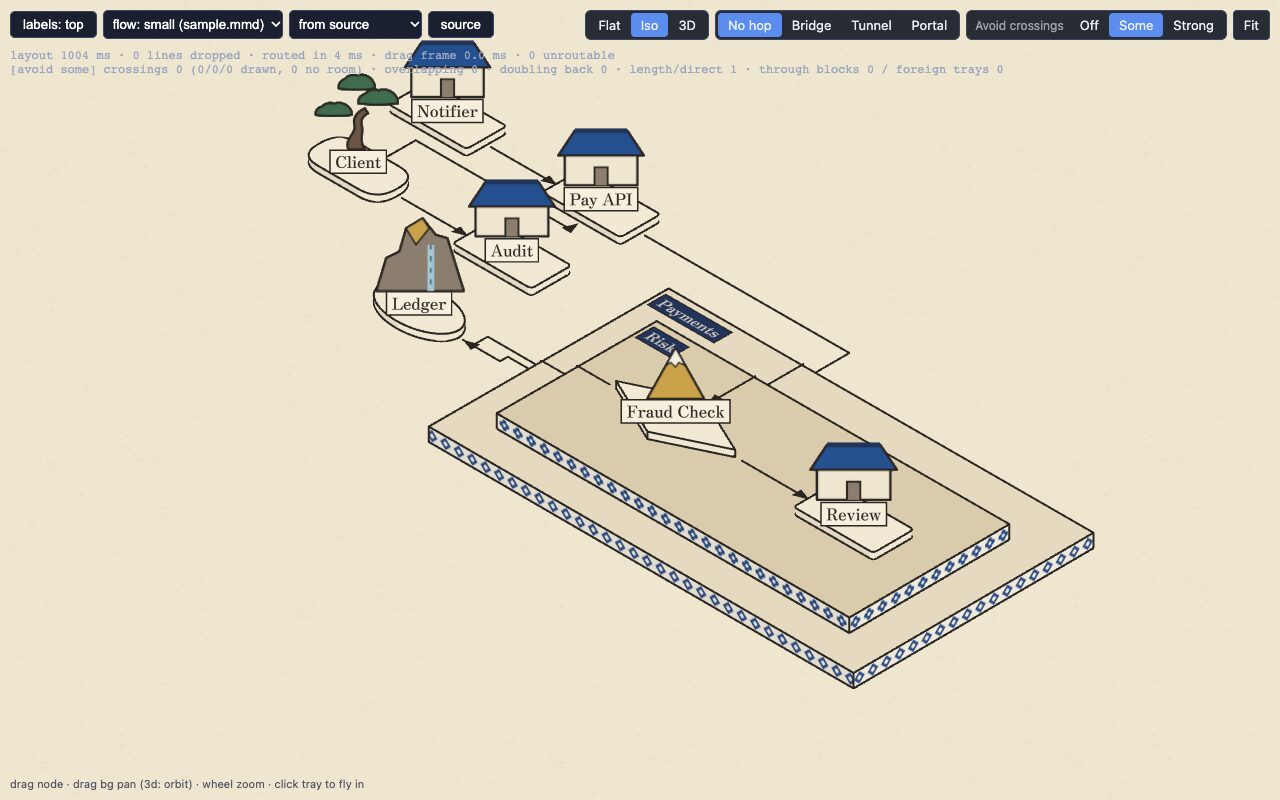 labels: top
flow: small (sample.mmd)
from source
source
Flat
Iso
3D
No hop
Bridge
Tunnel
Portal
Avoid crossings
Off
Some
Strong
Fit
layout 1004 ms · 0 lines dropped · routed in 4 ms · drag frame 0.0 ms · 0 unroutable
[avoid some] crossings 0 (0/0/0 drawn, 0 no room) · overlapping 0 · doubling back 0 · length/direct 1 · through blocks 0 / foreign trays 0
Notifier
Client
Pay API
Audit
Ledger
Payments
Risk
Fraud Check
Review
drag node · drag bg pan (3d: orbit) · wheel zoom · click tray to fly in